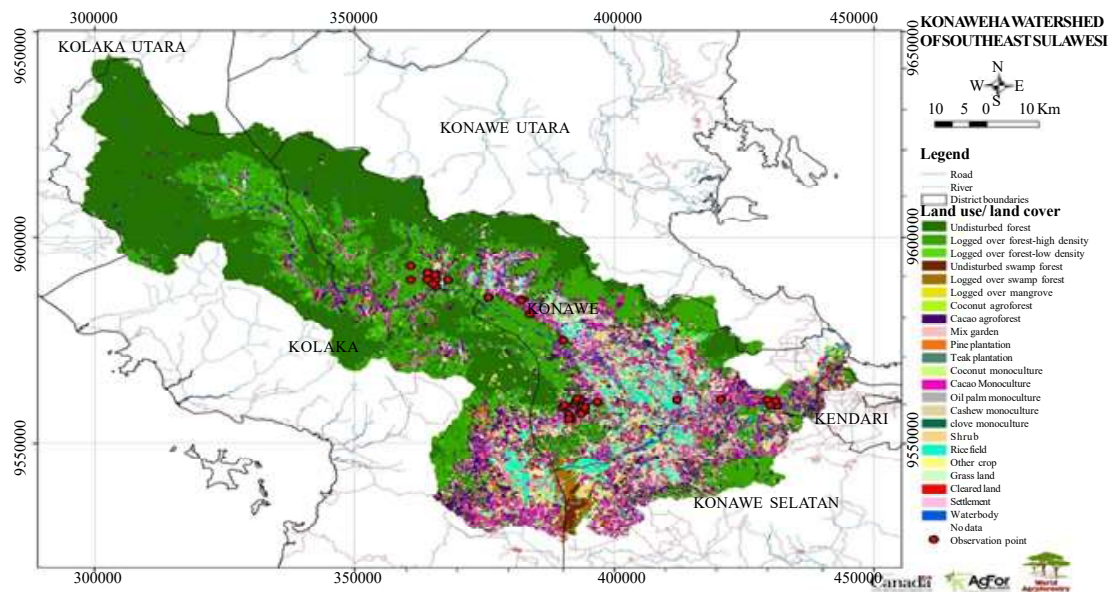 300000 350000 400000 450000
KONAWEHA WATERSHED
OF SOUTHEAST SULAWESI
9650000
9650000
KOLAKA UTARA
N
W E
S
10 5 0 10 Km
KONAWE UTARA
Legend
Road
River
District boundaries
Land use/ land cover
9600000
9600000
Undisturbed forest
Logged over forest-high density
Logged over forest-low density
Undisturbed swamp forest
Logged over swamp forest
Logged over mangrove
Coconut agroforest
Cacao agroforest
Mix garden
Pine plantation
Teak plantation
Coconut monoculture
Cacao Monoculture
Oil palm monoculture
Cashew monoculture
clove monoculture
Shrub
Rice field
Other crop
Grass land
Cleared land
Settlement
Waterbody
No data
Observation point
KONAWE
KOLAKA
KENDARI
9550000
9550000
KONAWE SELATAN
300000 350000 400000 450000
Canada
AgFor
World
Agroforestry